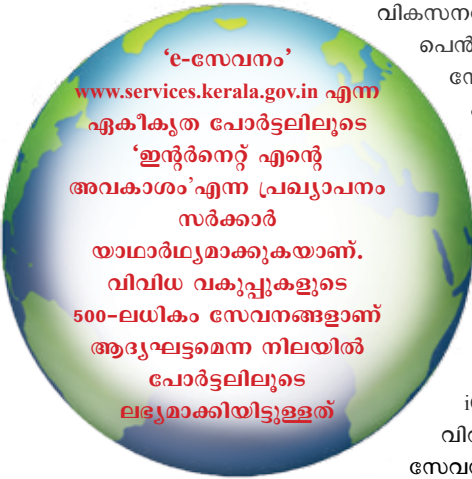 ‘e-സേവനം’
www.services.kerala.gov.in എന്ന
ഏകീകൃത പോർട്ടലിലൂടെ
‘ഇന്റർനെറ്റ് എന്റെ
അവകാശം’എന്ന പ്രഖ്യാപനം
സർക്കാർ
യാഥാർഥ്യമാക്കുകയാണ്.
വിവിധ വകുപ്പുകളുടെ
500-ലധികം സേവനങ്ങളാണ്
ആദ്യഘട്ടമെന്ന നിലയിൽ
പോർട്ടലിലൂടെ
ലഭ്യമാക്കിയിട്ടുള്ളത്